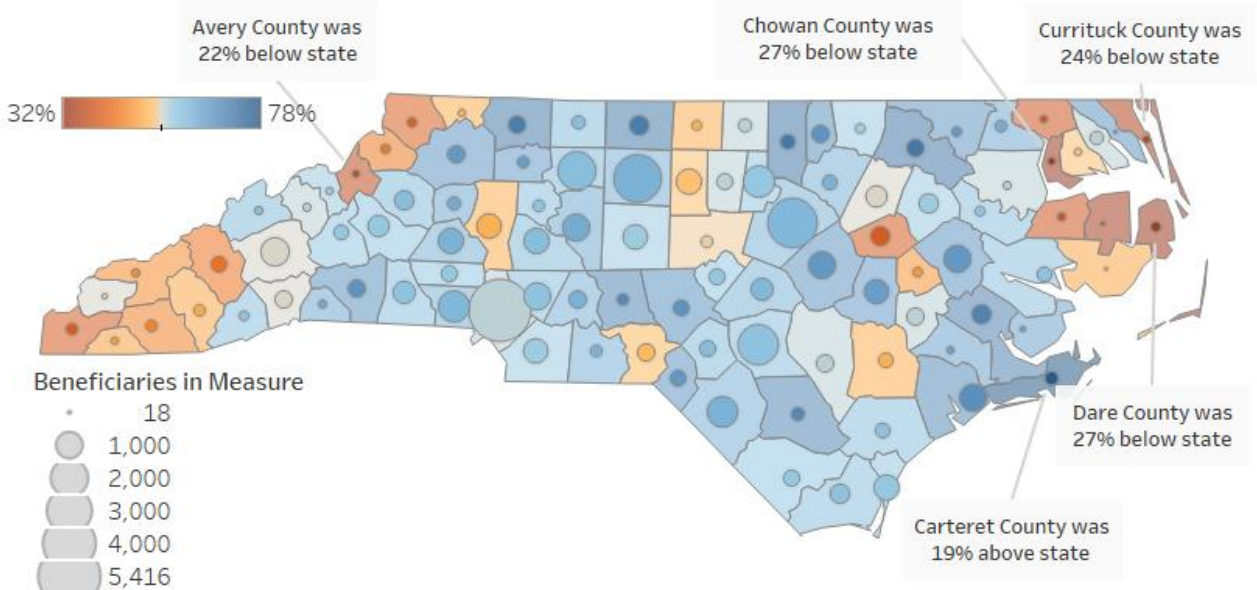 Avery County was
22% below state
Chowan County was
27% below state
Currituck County was
24% below state
32%
78%
Beneficiaries in Measure
18
1,000
2,000
3,000
4,000
5,416
Dare County was
27% below state
Carteret County was
19% above state